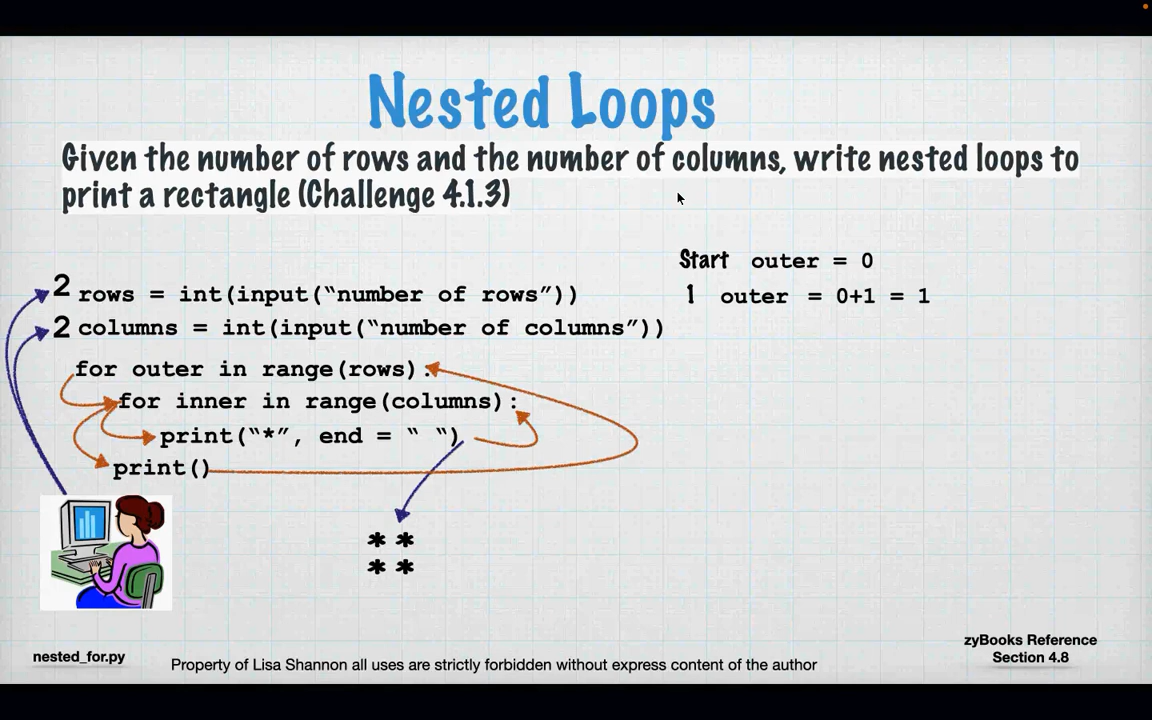 Nested Loops
Given the number of rows and the number of columns, write nested loops to
print a rectangle (Challenge 4.1.3)
Start outer = 0
1 outer = 0+1 = 1
2 rows = int(input(“number of rows”))
2 columns = int(input(“number of columns”))
for outer in range(rows):
for inner in range(columns):
print(“*”, end = “ “)
print()
* *
* *
nested_for.py
Property of Lisa Shannon all uses are strictly forbidden without express content of the author
zyBooks Reference
Section 4.8